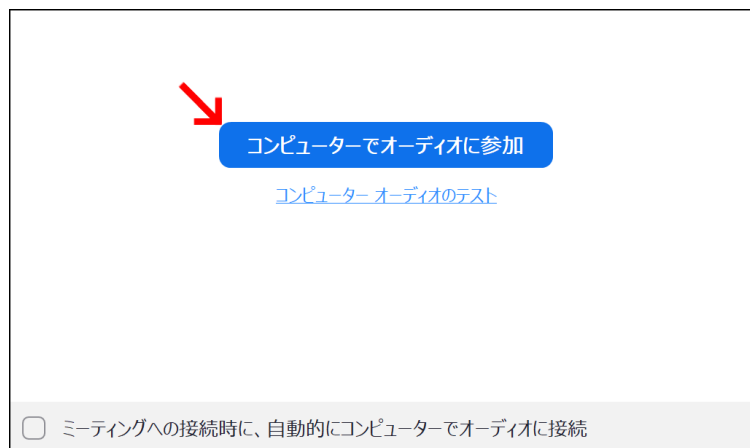 コンピューターでオーディオに参加
コンピューター オーディオのテスト
ミーティングへの接続時に、自動的にコンピューターでオーディオに接続